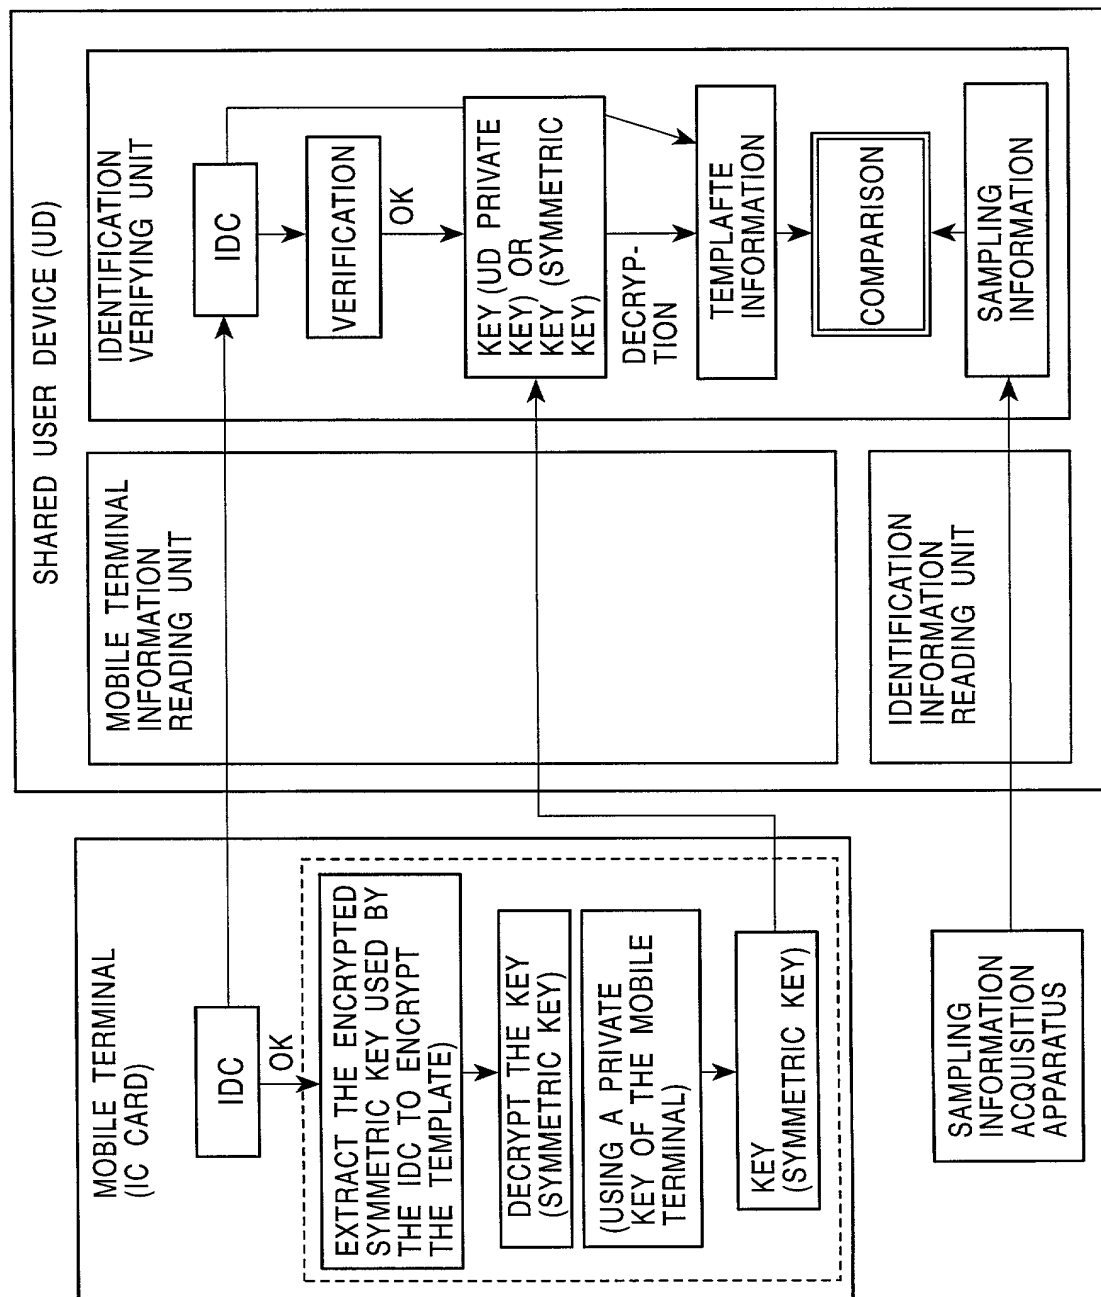 MOBILE TERMINAL
(IC CARD)
IDC
OK
EXTRACT THE ENCRYPTED
SYMMETRIC KEY USED BY
THE IDC TO ENCRYPT
THE TEMPLATE)
DECRYPT THE KEY
(SYMMETRIC KEY)
(USING A PRIVATE
KEY OF THE MOBILE
TERMINAL)
KEY
(SYMMETRIC KEY)
SAMPLING
INFORMATION
ACQUISITION
APPARATUS
SHARED USER DEVICE (UD)
MOBILE TERMINAL
INFORMATION
READING UNIT
IDENTIFICATION
INFORMATION
READING UNIT
IDENTIFICATION
VERIFYING UNIT
IDC
VERIFICATION
OK
KEY (UD PRIVATE
KEY) OR
KEY (SYMMETRIC
KEY)
DECRYP-
TION
TEMPLAFTE
INFORMATION
COMPARISON
SAMPLING
INFORMATION